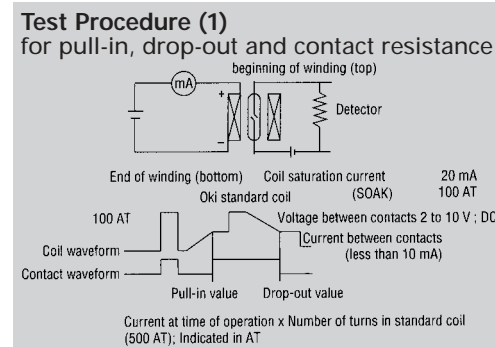 Test Procedure (1)
for pull-in, drop-out and contact resistance
beginning of winding (top)
mA
+
Detector
−
End of winding (bottom) Coil saturation current 20 mA
Oki standard coil (SOAK) 100 AT
100 AT Voltage between contacts 2 to 10 V ; DC
Coil waveform Current between contacts
(less than 10 mA)
Contact waveform
Pull-in value Drop-out value
Current at time of operation x Number of turns in standard coil
(500 AT); Indicated in AT